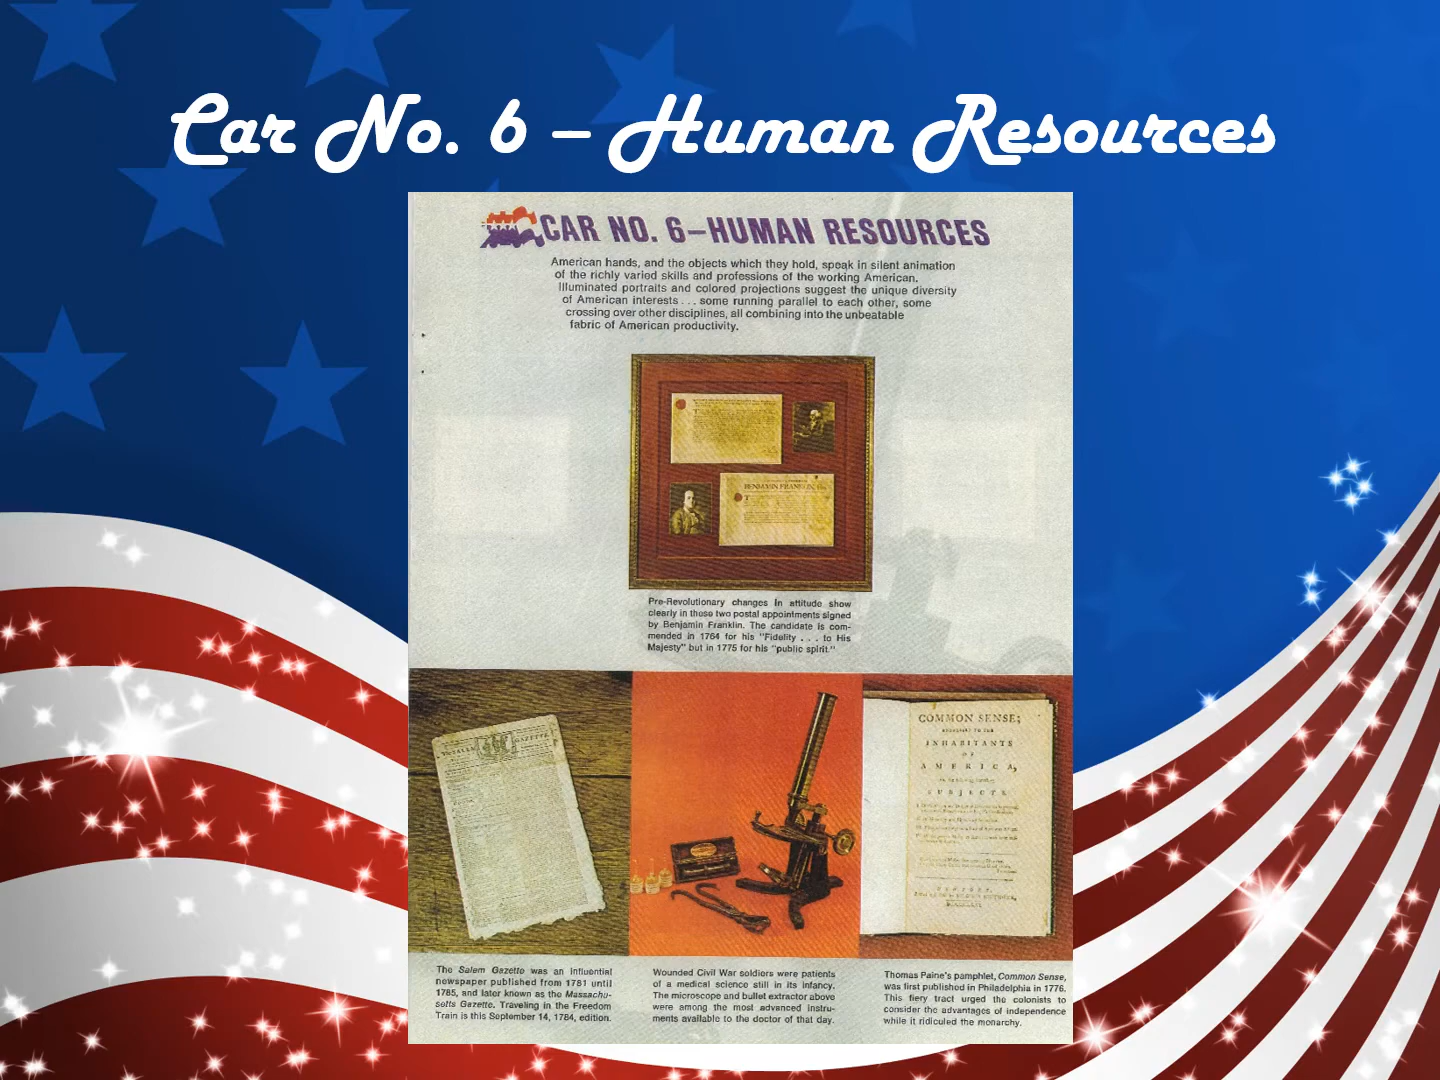 Car No. 6 – Human Resources
CAR NO. 6–HUMAN RESOURCES
American hands, and the objects which they hold, speak in silent animation
of the richly varied skills and professions of the working American.
Illuminated portraits and colored projections suggest the unique diversity
of American interests . . . some running parallel to each other, some
crossing over other disciplines, all combining into the unbeatable
fabric of American productivity.
BENJAMIN FRANKLIN,
Pre-Revolutionary changes in attitude show
clearly in these two postal appointments signed
by Benjamin Franklin. The candidate is com-
mended in 1764 for his "Fidelity . . . to His
Majesty" but in 1775 for his "public spirit."
GAZETTE
COMMON SENSE;
INHABITANTS
OF
AMERICA,
SUBJECTS
The Salem Gazette was an influential
newspaper published from 1781 until
1785, and later known as the Massachu-
setts Gazette. Traveling in the Freedom
Train is this September 14, 1784, edition.
Wounded Civil War soldiers were patients
of a medical science still in its infancy.
The microscope and bullet extractor above
were among the most advanced instru-
ments available to the doctor of that day.
Thomas Paine's pamphlet, Common Sense,
was first published in Philadelphia in 1776.
This fiery tract urged the colonists to
consider the advantages of independence
while it ridiculed the monarchy.